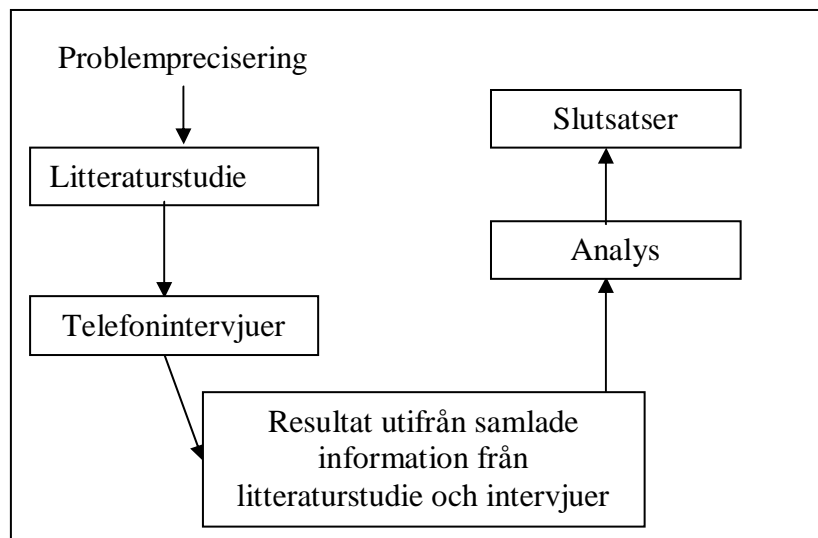 Problemprecisering
Litteraturstudie
Telefonintervjuer
Resultat utifrån samlade
information från
litteraturstudie och intervjuer
Analys
Slutsatser